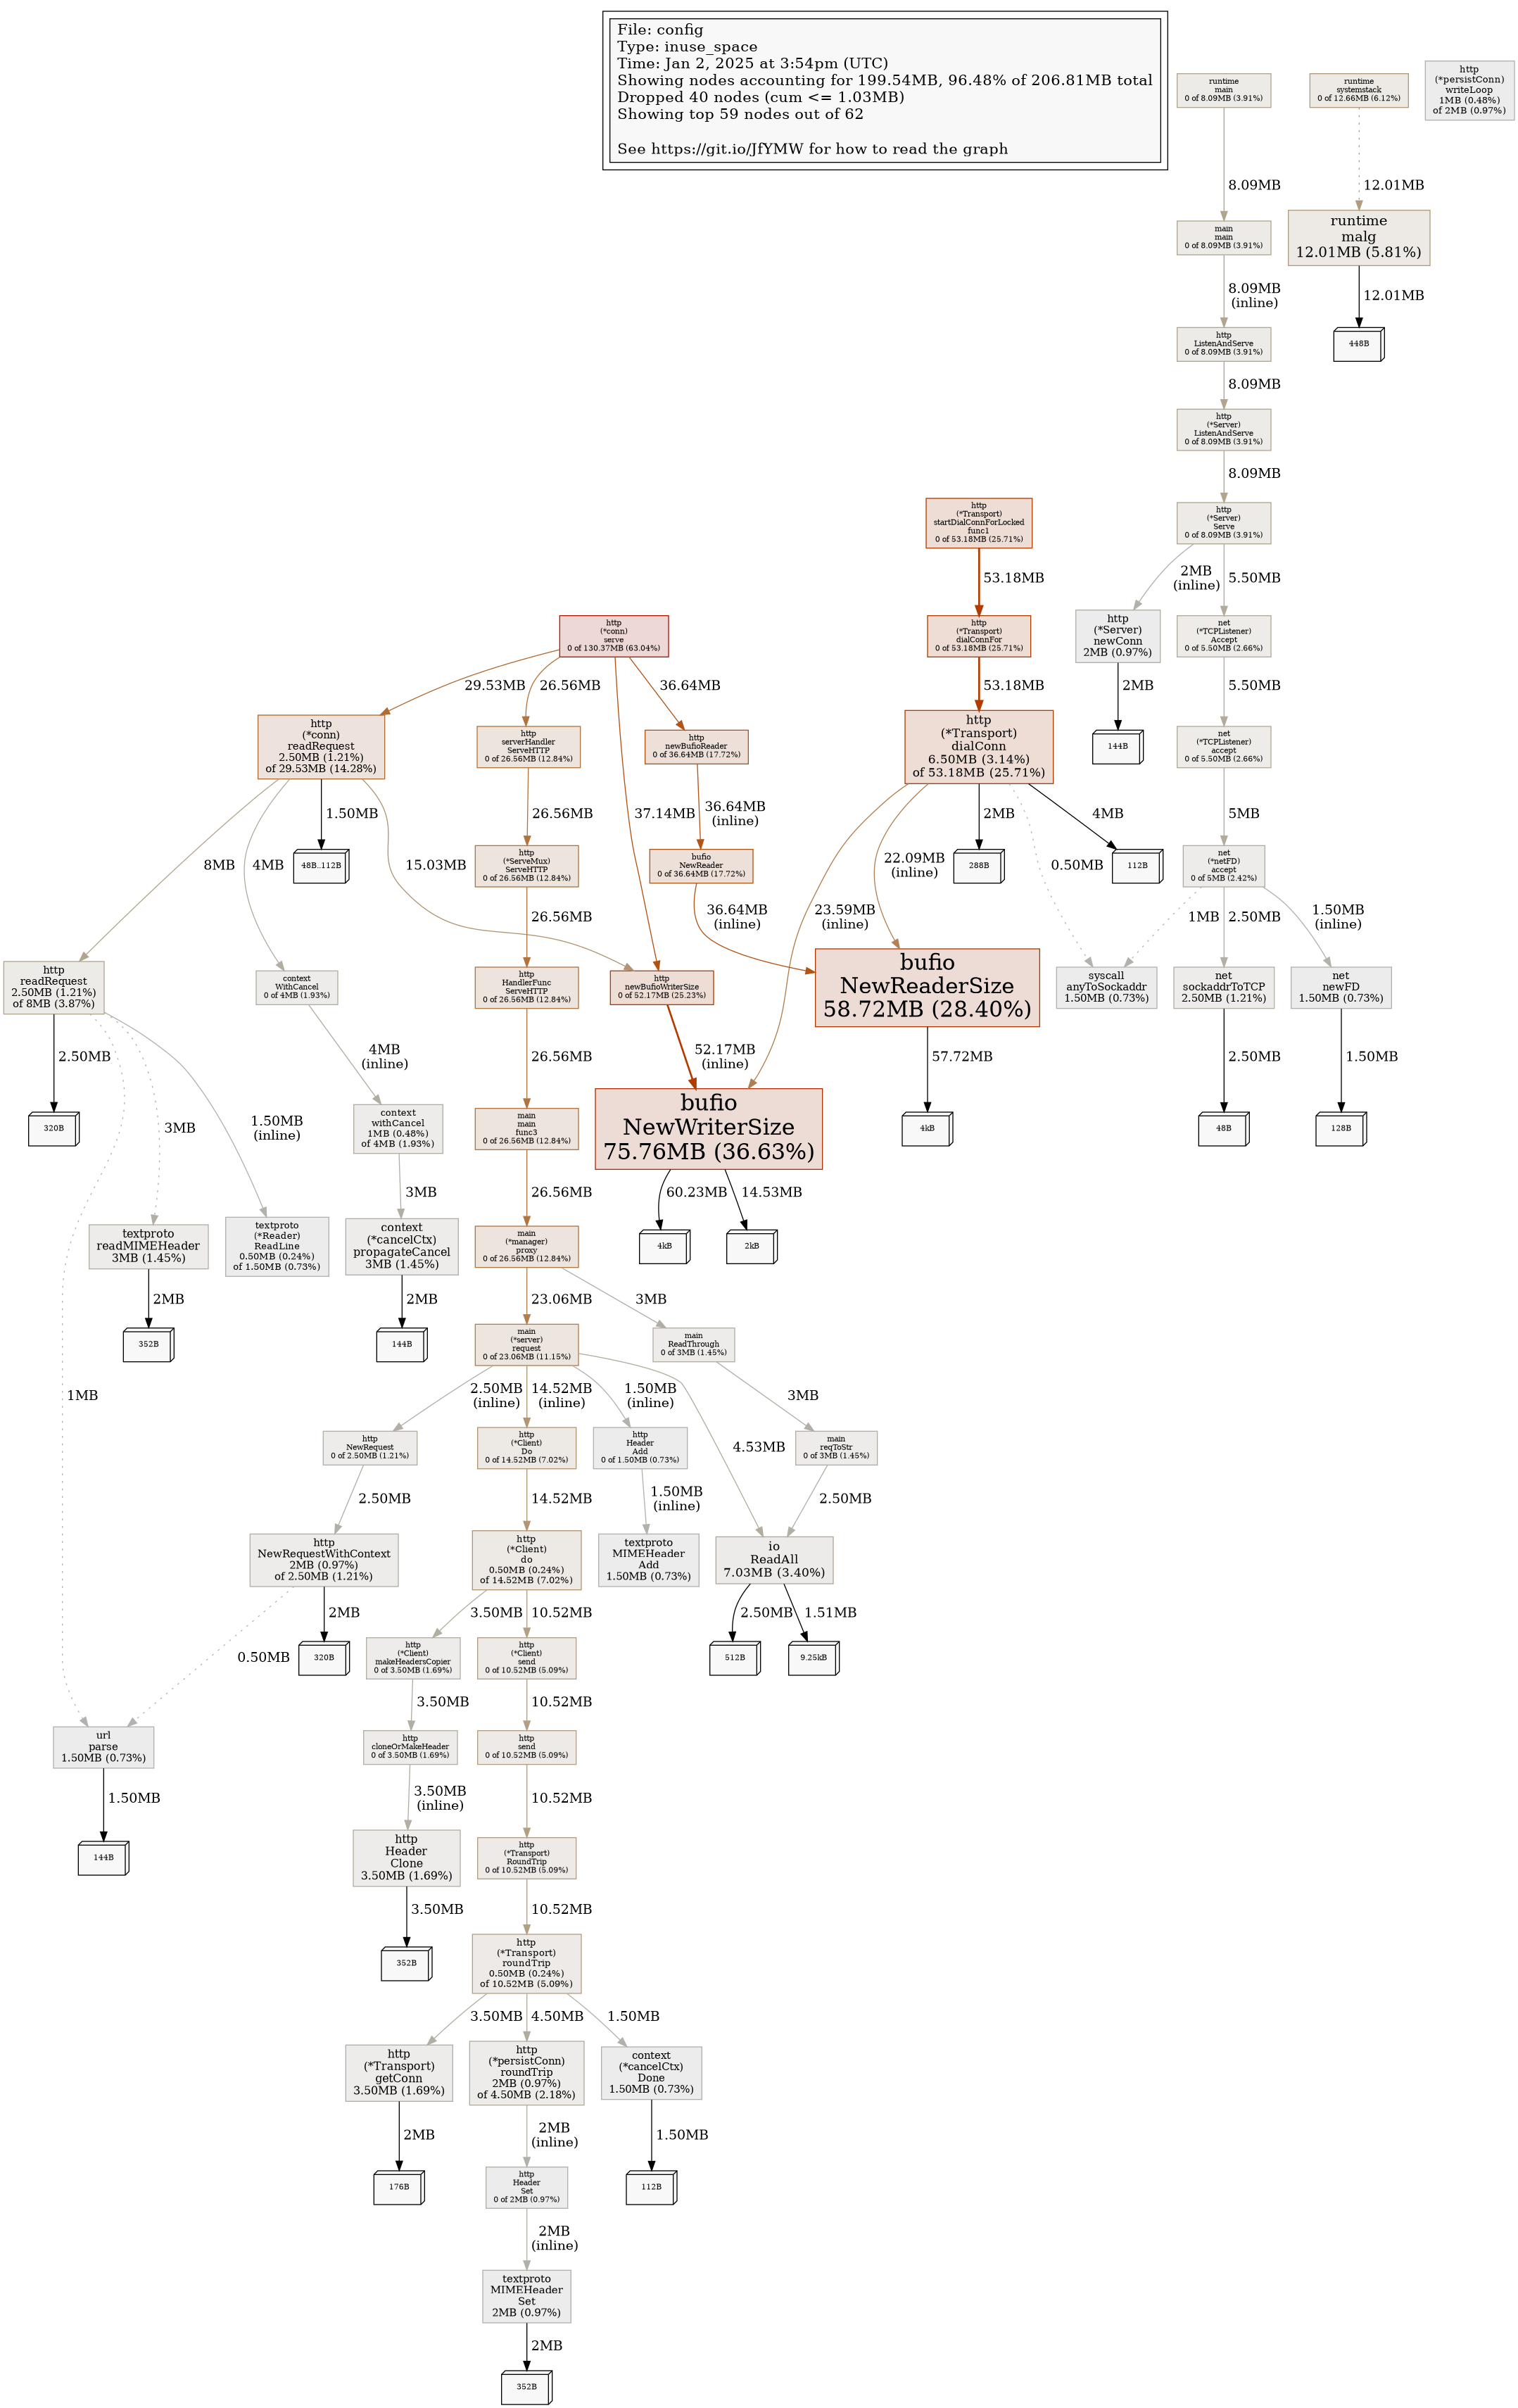 File: config
Type: inuse_space
Time: Jan 2, 2025 at 3:54pm (UTC)
Showing nodes accounting for 199.54MB, 96.48% of 206.81MB total
Dropped 40 nodes (cum <= 1.03MB)
Showing top 59 nodes out of 62
See https://git.io/JfYMW for how to read the graph
runtime
main
0 of 8.09MB (3.91%)
runtime
systemstack
0 of 12.66MB (6.12%)
http
(*persistConn)
writeLoop
1MB (0.48%)
of 2MB (0.97%)
8.09MB
12.01MB
main
main
0 of 8.09MB (3.91%)
runtime
malg
12.01MB (5.81%)
8.09MB
(inline)
12.01MB
http
ListenAndServe
0 of 8.09MB (3.91%)
448B
8.09MB
http
(*Server)
ListenAndServe
0 of 8.09MB (3.91%)
8.09MB
http
(*Transport)
startDialConnForLocked
func1
0 of 53.18MB (25.71%)
http
(*Server)
Serve
0 of 8.09MB (3.91%)
53.18MB
2MB
(inline)
5.50MB
http
(*conn)
serve
0 of 130.37MB (63.04%)
http
(*Transport)
dialConnFor
0 of 53.18MB (25.71%)
http
(*Server)
newConn
2MB (0.97%)
net
(*TCPListener)
Accept
0 of 5.50MB (2.66%)
29.53MB
26.56MB
36.64MB
53.18MB
2MB
5.50MB
http
(*conn)
readRequest
2.50MB (1.21%)
of 29.53MB (14.28%)
http
serverHandler
ServeHTTP
0 of 26.56MB (12.84%)
http
newBufioReader
0 of 36.64MB (17.72%)
http
(*Transport)
dialConn
6.50MB (3.14%)
of 53.18MB (25.71%)
144B
net
(*TCPListener)
accept
0 of 5.50MB (2.66%)
1.50MB
26.56MB
37.14MB
36.64MB
(inline)
2MB
4MB
5MB
8MB
4MB
48B..112B
15.03MB
http
(*ServeMux)
ServeHTTP
0 of 26.56MB (12.84%)
bufio
NewReader
0 of 36.64MB (17.72%)
22.09MB
(inline)
288B
0.50MB
112B
net
(*netFD)
accept
0 of 5MB (2.42%)
26.56MB
36.64MB
(inline)
23.59MB
(inline)
1MB
2.50MB
1.50MB
(inline)
http
readRequest
2.50MB (1.21%)
of 8MB (3.87%)
context
WithCancel
0 of 4MB (1.93%)
http
HandlerFunc
ServeHTTP
0 of 26.56MB (12.84%)
http
newBufioWriterSize
0 of 52.17MB (25.23%)
bufio
NewReaderSize
58.72MB (28.40%)
syscall
anyToSockaddr
1.50MB (0.73%)
net
sockaddrToTCP
2.50MB (1.21%)
net
newFD
1.50MB (0.73%)
2.50MB
4MB
(inline)
26.56MB
52.17MB
(inline)
57.72MB
2.50MB
1.50MB
320B
3MB
1.50MB
(inline)
context
withCancel
1MB (0.48%)
of 4MB (1.93%)
main
main
func3
0 of 26.56MB (12.84%)
bufio
NewWriterSize
75.76MB (36.63%)
4kB
48B
128B
3MB
26.56MB
60.23MB
14.53MB
textproto
readMIMEHeader
3MB (1.45%)
textproto
(*Reader)
ReadLine
0.50MB (0.24%)
of 1.50MB (0.73%)
context
(*cancelCtx)
propagateCancel
3MB (1.45%)
main
(*manager)
proxy
0 of 26.56MB (12.84%)
4kB
2kB
2MB
2MB
23.06MB
3MB
352B
144B
main
(*server)
request
0 of 23.06MB (11.15%)
main
ReadThrough
0 of 3MB (1.45%)
1MB
2.50MB
(inline)
14.52MB
(inline)
1.50MB
(inline)
3MB
http
NewRequest
0 of 2.50MB (1.21%)
http
(*Client)
Do
0 of 14.52MB (7.02%)
http
Header
Add
0 of 1.50MB (0.73%)
4.53MB
main
reqToStr
0 of 3MB (1.45%)
2.50MB
14.52MB
1.50MB
(inline)
2.50MB
http
NewRequestWithContext
2MB (0.97%)
of 2.50MB (1.21%)
http
(*Client)
do
0.50MB (0.24%)
of 14.52MB (7.02%)
textproto
MIMEHeader
Add
1.50MB (0.73%)
io
ReadAll
7.03MB (3.40%)
2MB
3.50MB
10.52MB
2.50MB
1.51MB
0.50MB
320B
http
(*Client)
makeHeadersCopier
0 of 3.50MB (1.69%)
http
(*Client)
send
0 of 10.52MB (5.09%)
512B
9.25kB
3.50MB
10.52MB
url
parse
1.50MB (0.73%)
http
cloneOrMakeHeader
0 of 3.50MB (1.69%)
http
send
0 of 10.52MB (5.09%)
1.50MB
3.50MB
(inline)
10.52MB
144B
http
Header
Clone
3.50MB (1.69%)
http
(*Transport)
RoundTrip
0 of 10.52MB (5.09%)
3.50MB
10.52MB
352B
http
(*Transport)
roundTrip
0.50MB (0.24%)
of 10.52MB (5.09%)
3.50MB
4.50MB
1.50MB
http
(*Transport)
getConn
3.50MB (1.69%)
http
(*persistConn)
roundTrip
2MB (0.97%)
of 4.50MB (2.18%)
context
(*cancelCtx)
Done
1.50MB (0.73%)
2MB
2MB
(inline)
1.50MB
176B
http
Header
Set
0 of 2MB (0.97%)
112B
2MB
(inline)
textproto
MIMEHeader
Set
2MB (0.97%)
2MB
352B